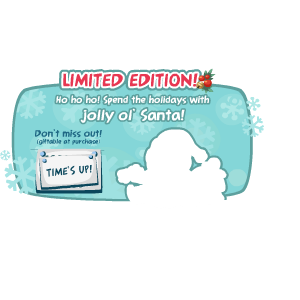 LIMITED EDITION!
Ho ho ho! Spend the holidays with
jolly ol' Santa!
Don't miss out!
(giftable at purchase)
TIME'S UP!